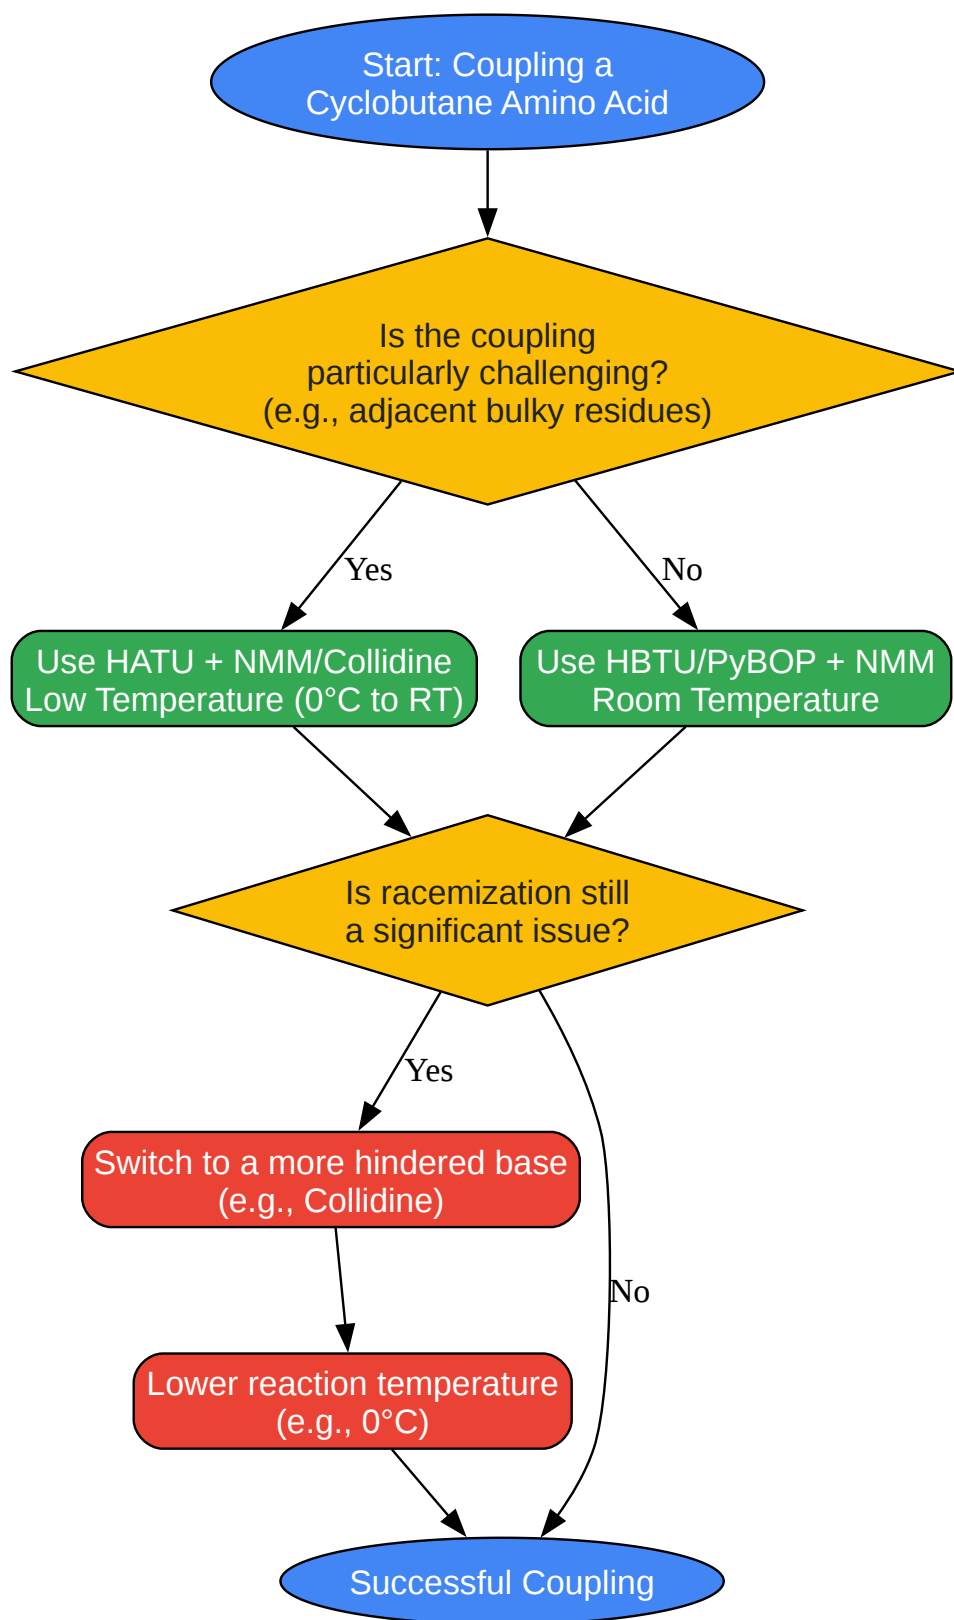 Start: Coupling a
Cyclobutane Amino Acid
Is the coupling
particularly challenging?
(e.g., adjacent bulky residues)
Yes
No
Use HATU + NMM/Collidine
Low Temperature (0°C to RT)
Use HBTU/PyBOP + NMM
Room Temperature
Is racemization still
a significant issue?
Yes
Switch to a more hindered base
(e.g., Collidine)
No
Lower reaction temperature
(e.g., 0°C)
Successful Coupling